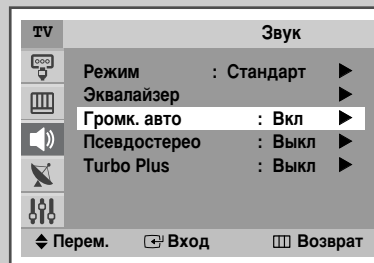 TV Звук
Режим : Стандарт ▶
Эквалайзер ▶
Громк. авто : Вкл ▶
Псевдостерео : Выкл ▶
Turbo Plus : Выкл ▶
Перем. Вход Возврат